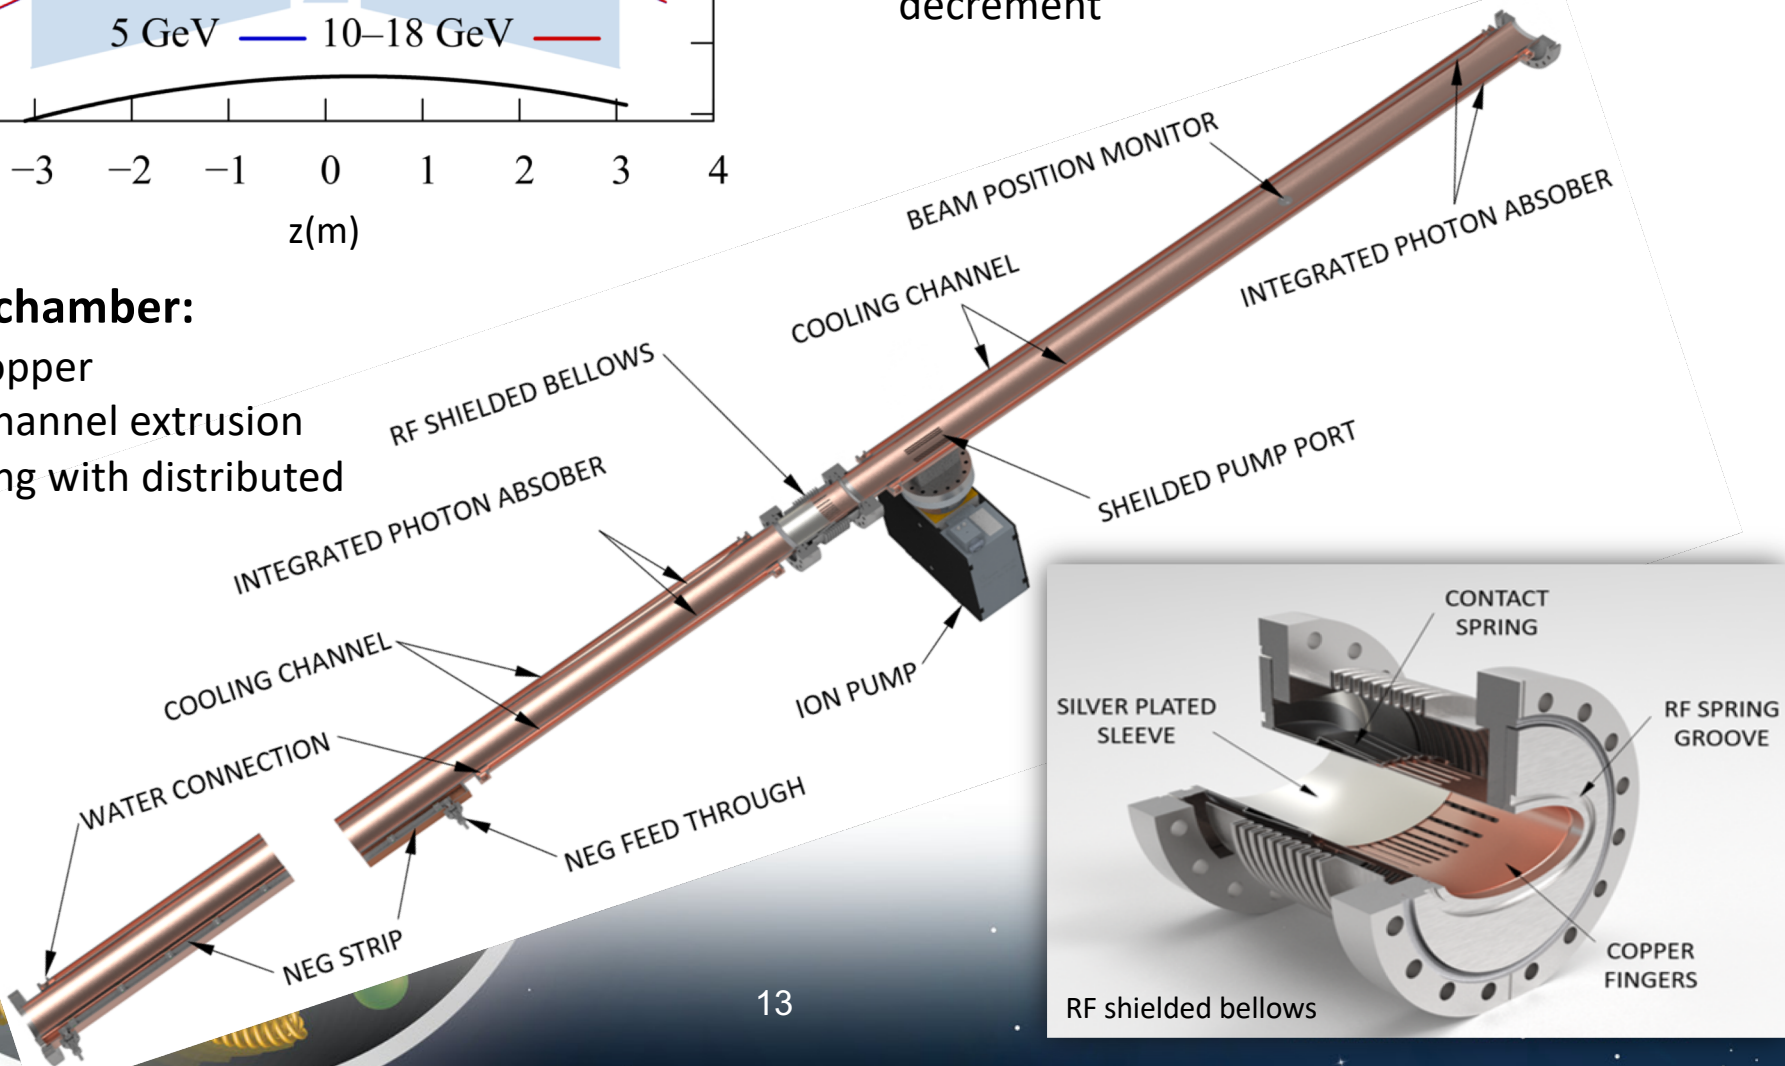 decrement
5 GeV 10–18 GeV
−3 −2 −1 0 1 2 3 4
z(m)
chamber:
opper
hannel extrusion
ng with distributed
BEAM POSITION MONITOR
INTEGRATED PHOTON ABSOBER
COOLING CHANNEL
RF SHIELDED BELLOWS
SHEILDED PUMP PORT
INTEGRATED PHOTON ABSOBER
ION PUMP
COOLING CHANNEL
WATER CONNECTION
NEG FEED THROUGH
NEG STRIP
CONTACT
SPRING
SILVER PLATED
SLEEVE
RF SPRING
GROOVE
COPPER
FINGERS
RF shielded bellows
13